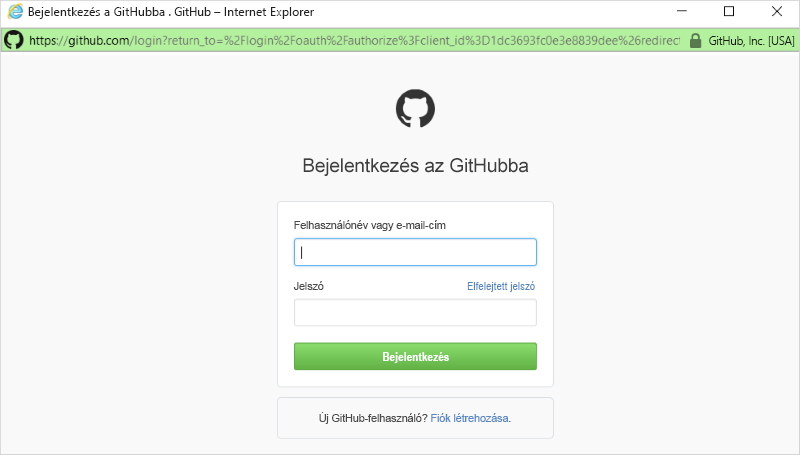 Bejelentkezés a GitHubba . GitHub – Internet Explorer
https://github.com/login?return_to=%2Flogin%2Foauth%2Fauthorize%3Fclient_id%3D1dc3693fc0e3e8839dee%26redirect GitHub, Inc. [USA]
Bejelentkezés az GitHubba
Felhasználónév vagy e-mail-cím
Jelszó Elfelejtett jelszó
Bejelentkezés
Új GitHub-felhasználó? Fiók létrehozása.